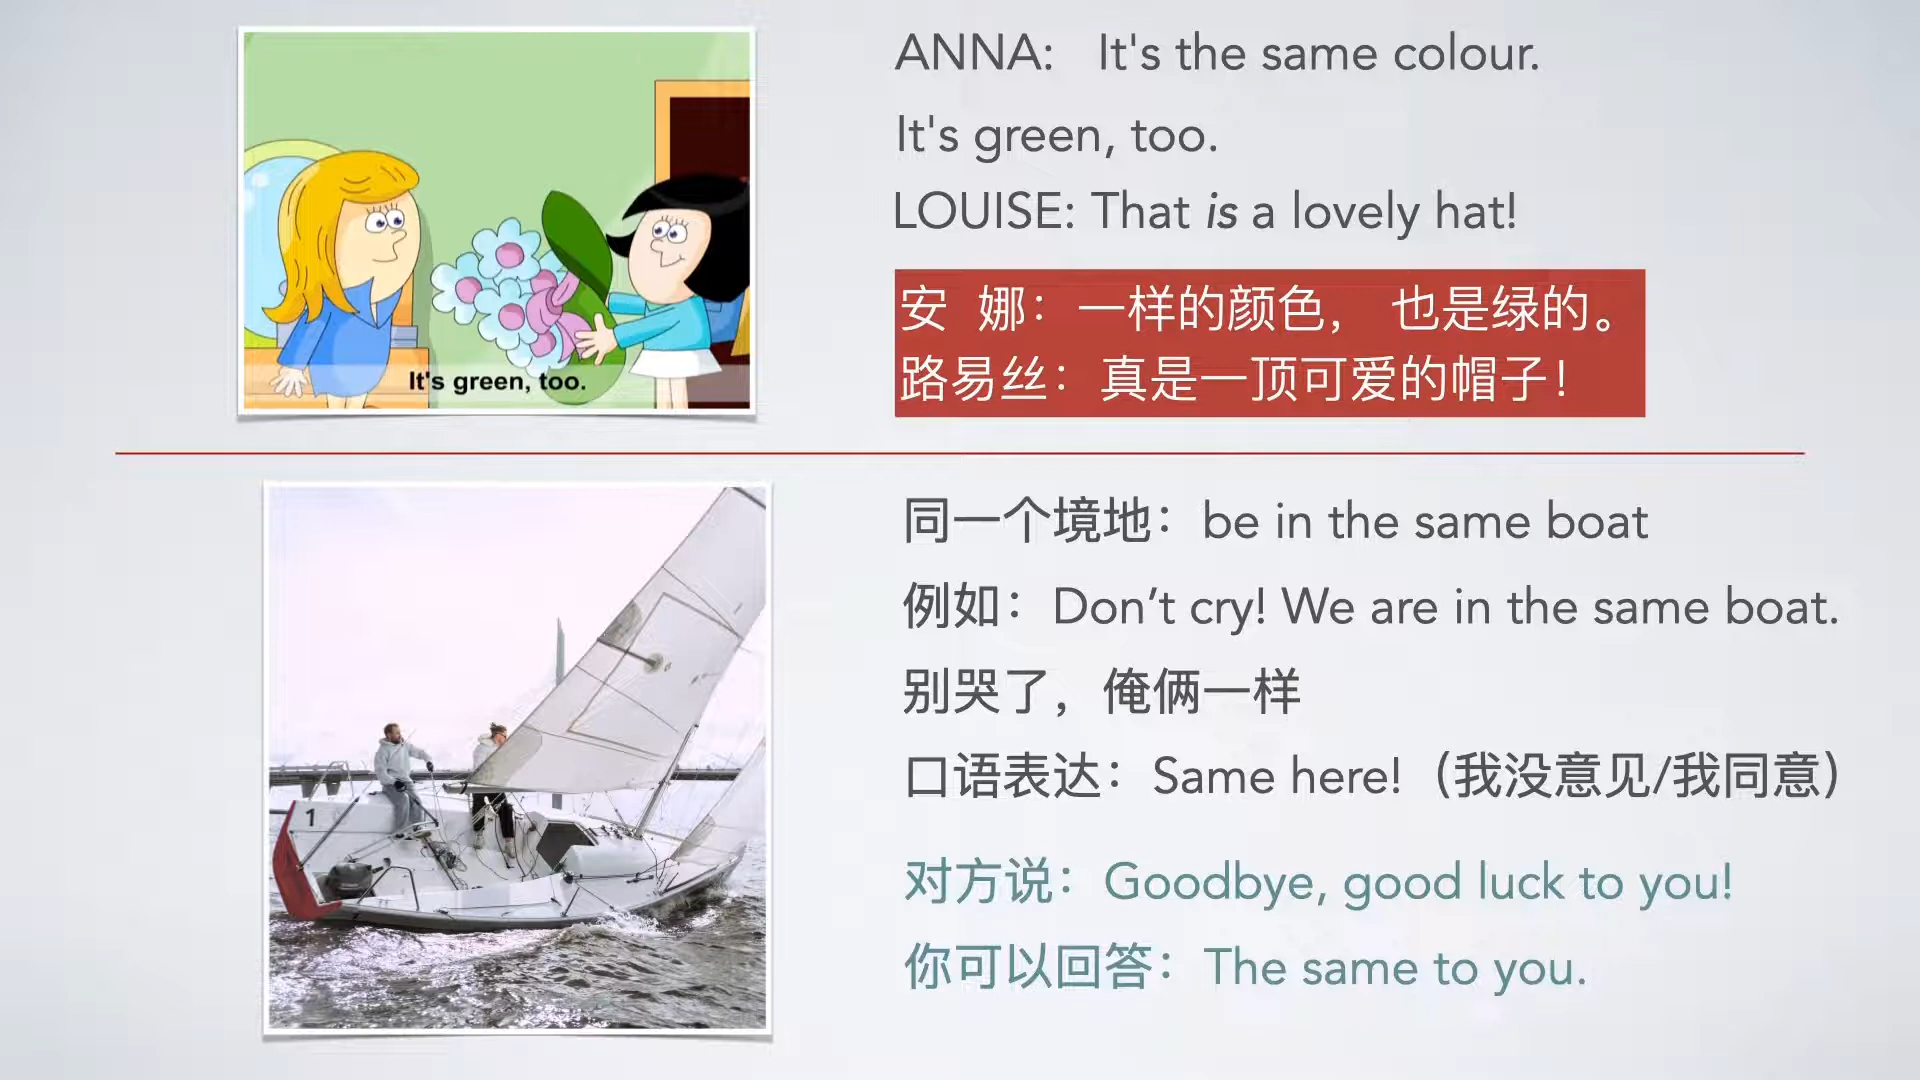 ANNA: It's the same colour.
It's green, too.
LOUISE: That is a lovely hat!
安 娜：一样的颜色， 也是绿的。
路易丝：真是一顶可爱的帽子！
It's green, too.
同一个境地：be in the same boat
例如：Don’t cry! We are in the same boat.
别哭了，俺俩一样
口语表达：Same here!（我没意见/我同意）
对方说：Goodbye, good luck to you!
你可以回答：The same to you.
1